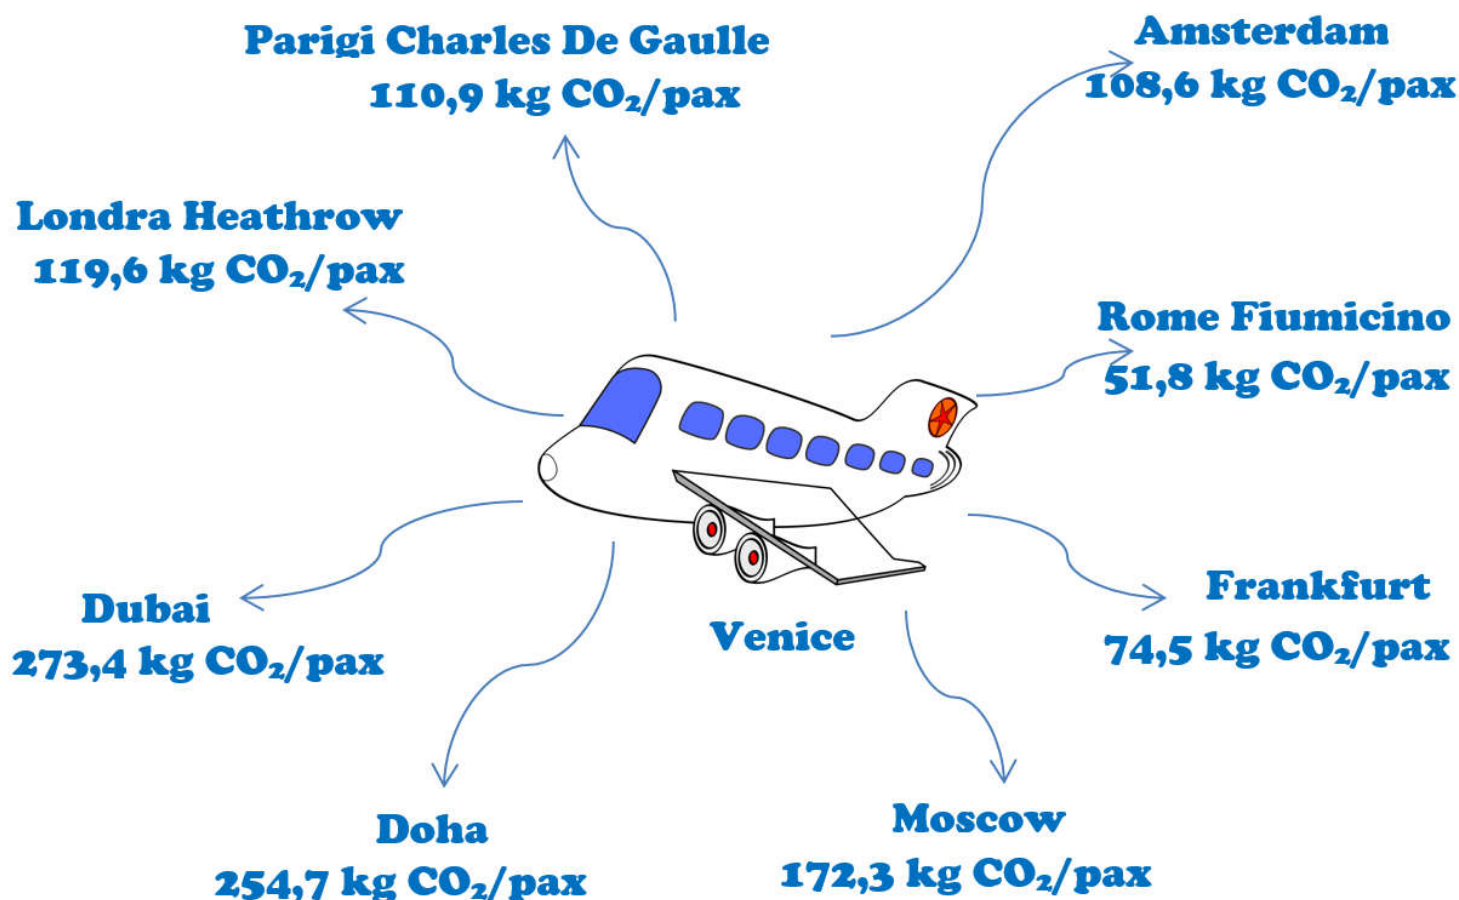 Parigi Charles De Gaulle
110,9 kg CO₂/pax
Amsterdam
108,6 kg CO₂/pax
Londra Heathrow
119,6 kg CO₂/pax
Rome Fiumicino
51,8 kg CO₂/pax
Dubai
273,4 kg CO₂/pax
Venice
Frankfurt
74,5 kg CO₂/pax
Doha
254,7 kg CO₂/pax
Moscow
172,3 kg CO₂/pax